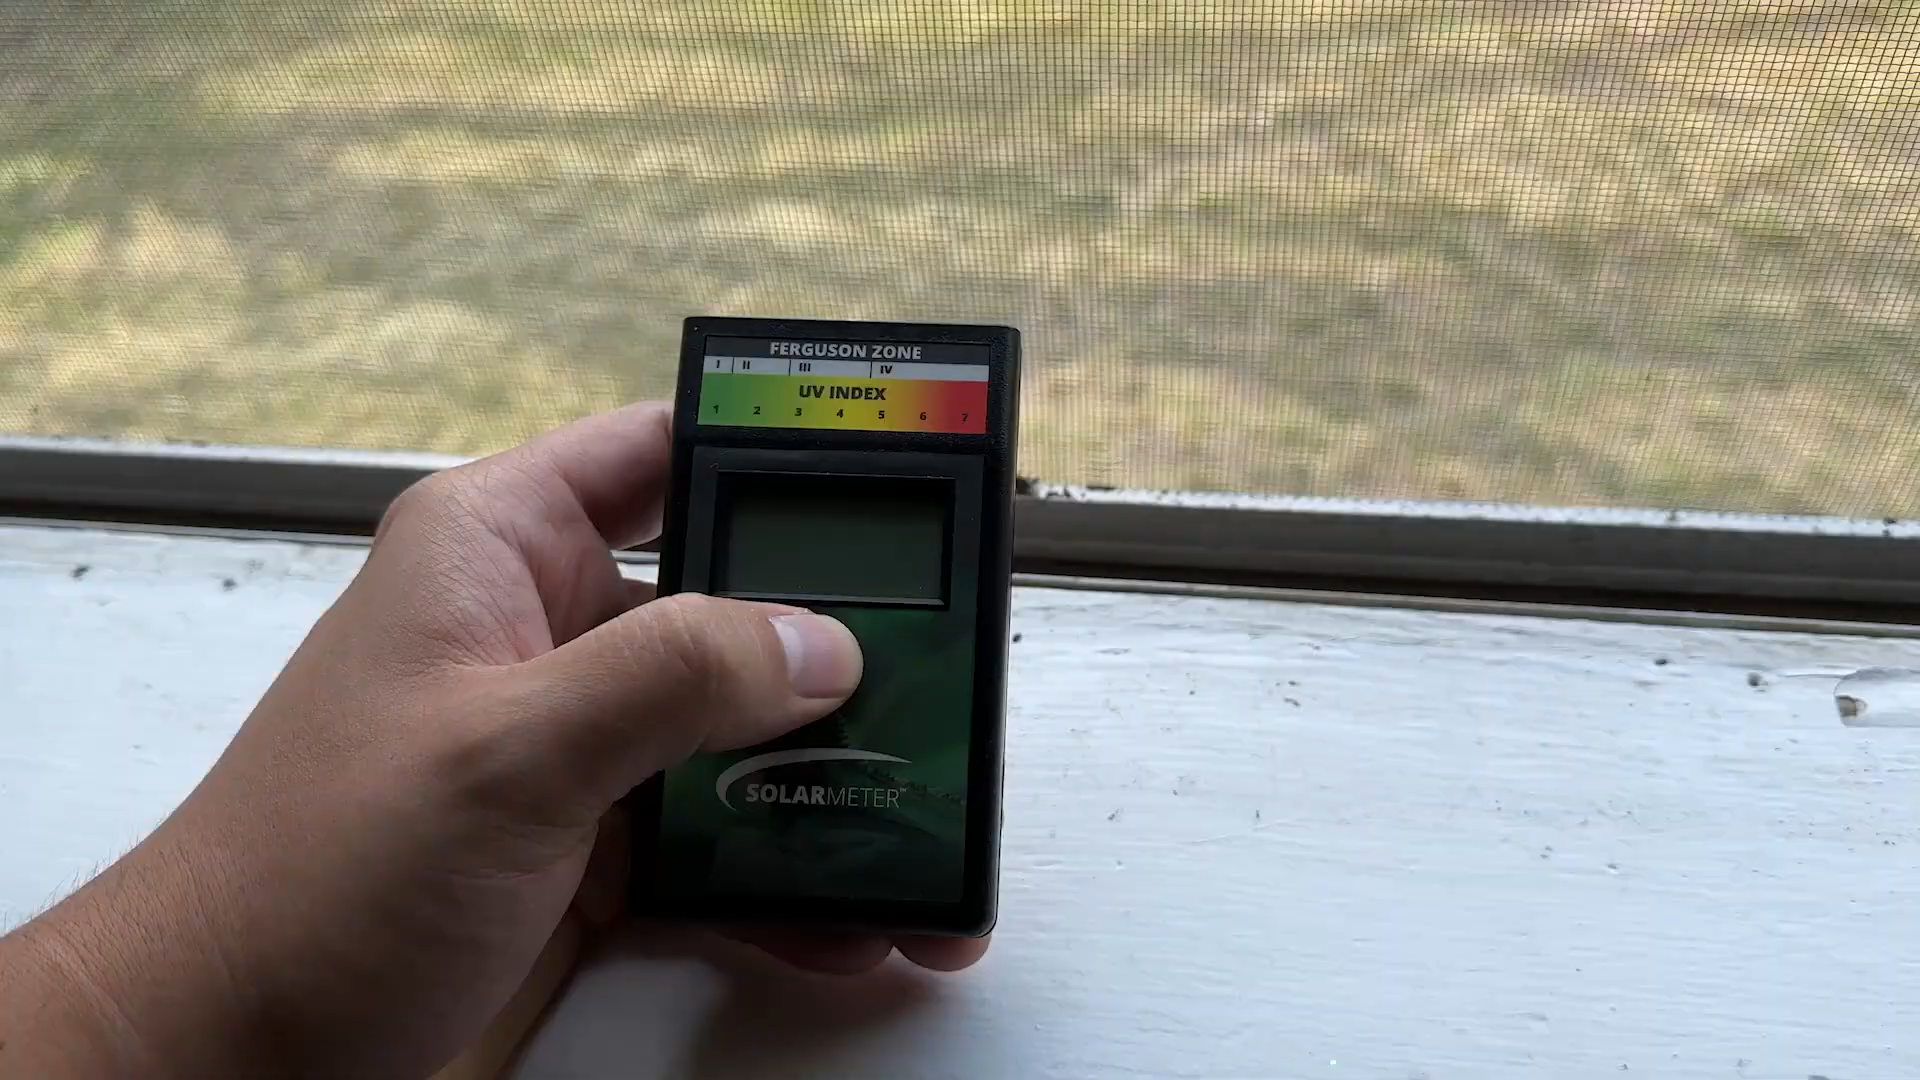 FERGUSON ZONE
I II III IV
UV INDEX
1 2 3 4 5 6 7
SOLARMETER™